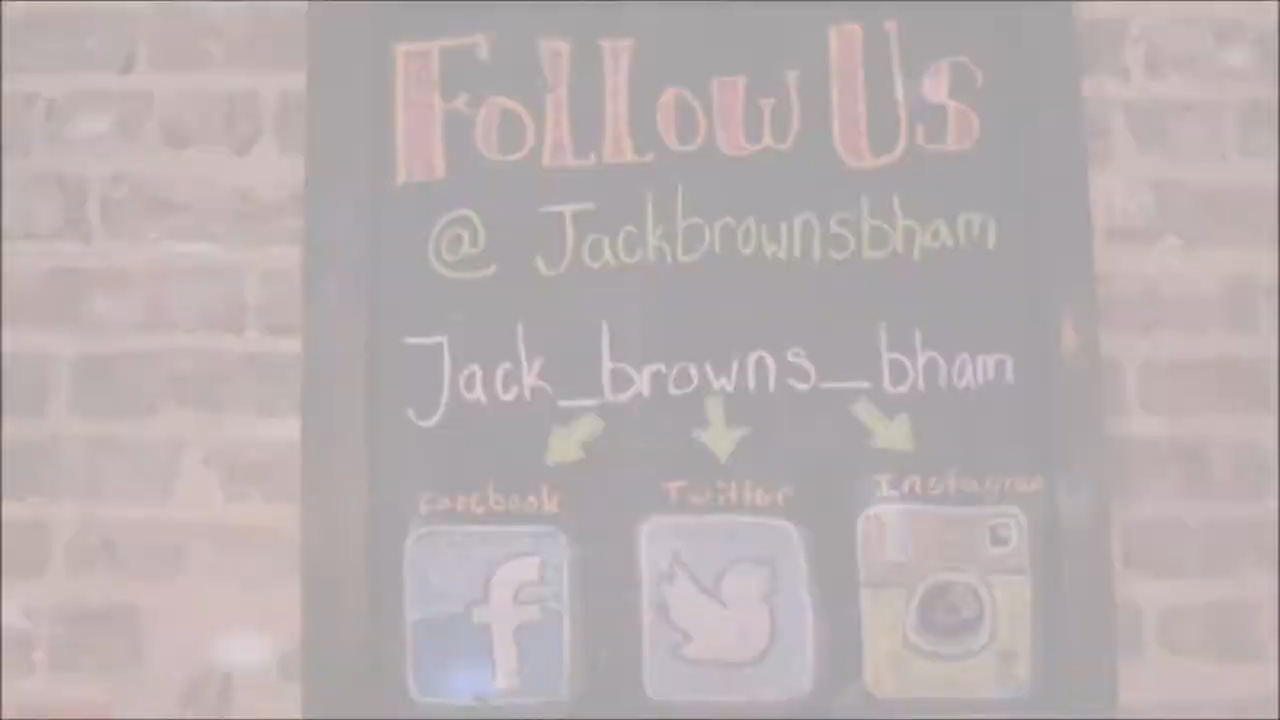 Follow Us
@ Jackbrownsbham
Jack_browns_bham
Facebook Twitter Instagram
f